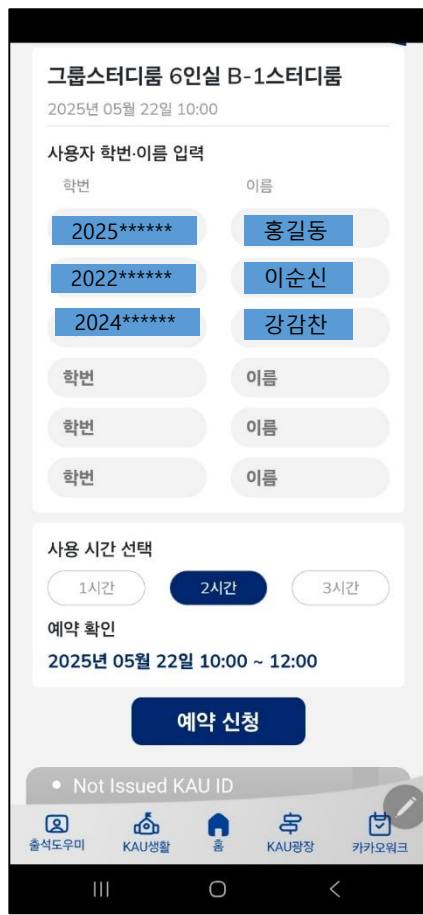 그룹스터디룸 6인실 B-1스터디룸
2025년 05월 22일 10:00
사용자 학번·이름 입력
학번 이름
2025****** 홍길동
2022****** 이순신
2024****** 강감찬
학번 이름
학번 이름
학번 이름
사용 시간 선택
1시간 2시간 3시간
예약 확인
2025년 05월 22일 10:00 ~ 12:00
예약 신청
• Not Issued KAU ID
출석도우미 KAU생활 홈 KAU광장 카카오워크